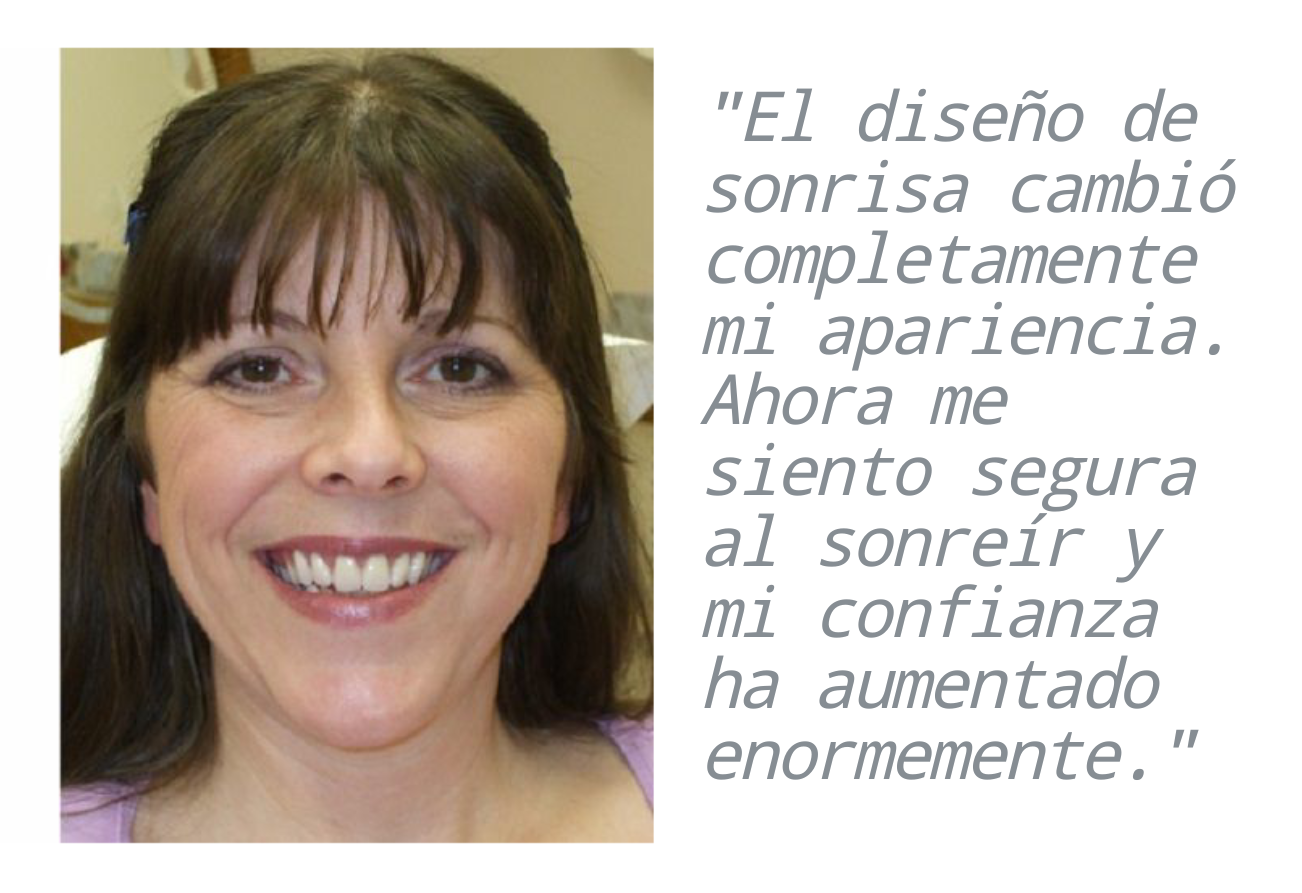 "El diseño de
sonrisa cambió
completamente
mi apariencia.
Ahora me
siento segura
al sonreír y
mi confianza
ha aumentado
enormemente."